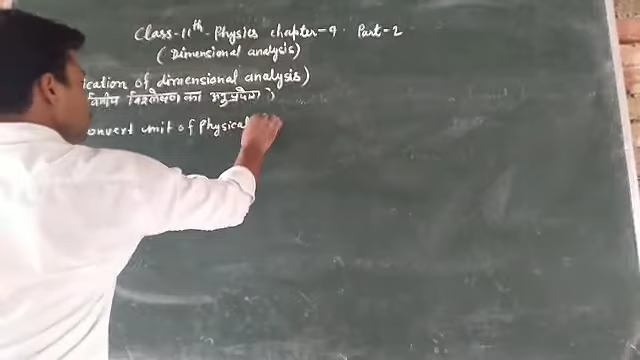 Class-11th-Physics chapter-9. Part-2
(Dimensional analysis)
ication of dimensional analysis)
विश्लेषण का अनुप्रयोग)
onvert unit of Physical